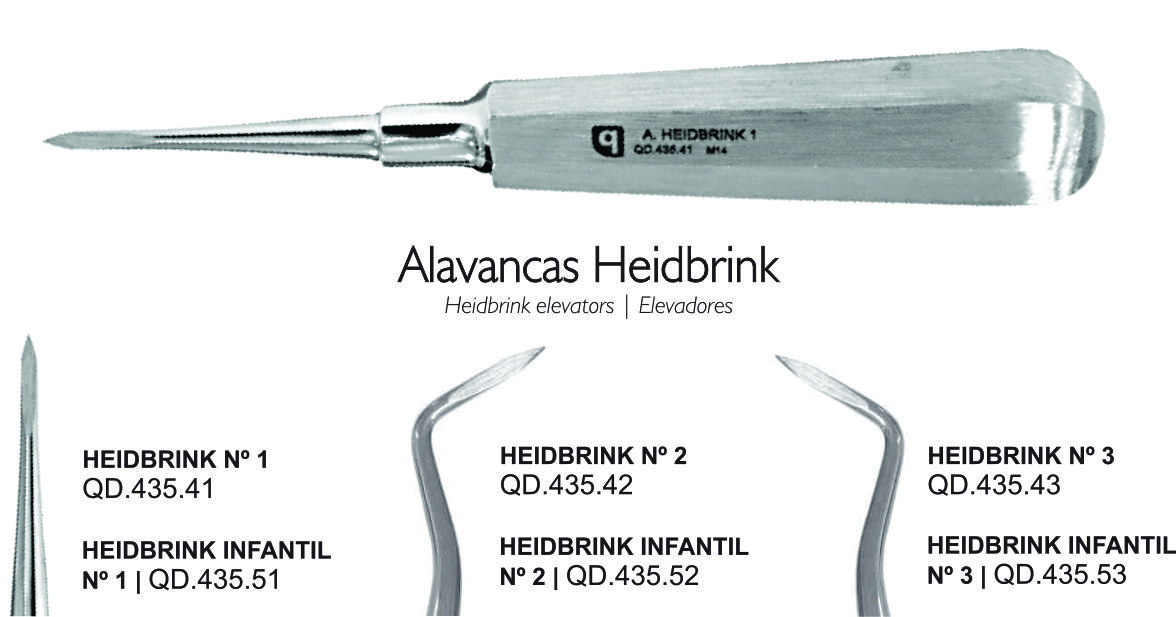 A. HEIDBRINK 1
QD.435.41 M14
Alavancas Heidbrink
Heidbrink elevators | Elevadores
HEIDBRINK Nº 1
QD.435.41
HEIDBRINK INFANTIL
Nº 1 | QD.435.51
HEIDBRINK Nº 2
QD.435.42
HEIDBRINK INFANTIL
Nº 2 | QD.435.52
HEIDBRINK Nº 3
QD.435.43
HEIDBRINK INFANTIL
Nº 3 | QD.435.53